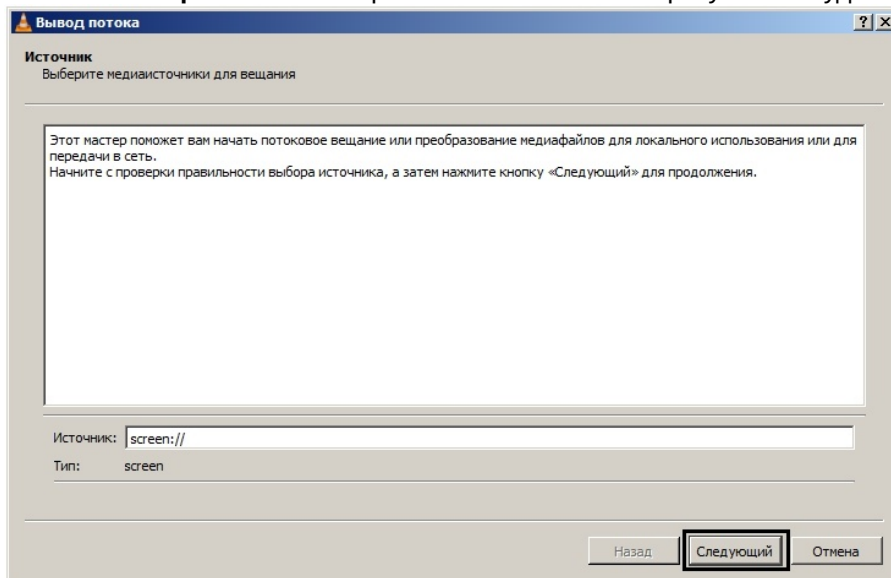 Вывод потока
Источник
Выберите медиаисточники для вещания
Этот мастер поможет вам начать потоковое вещание или преобразование медиафайлов для локального использования или для
передачи в сеть.
Начните с проверки правильности выбора источника, а затем нажмите кнопку «Следующий» для продолжения.
Источник: screen://
Тип: screen
Назад Следующий Отмена